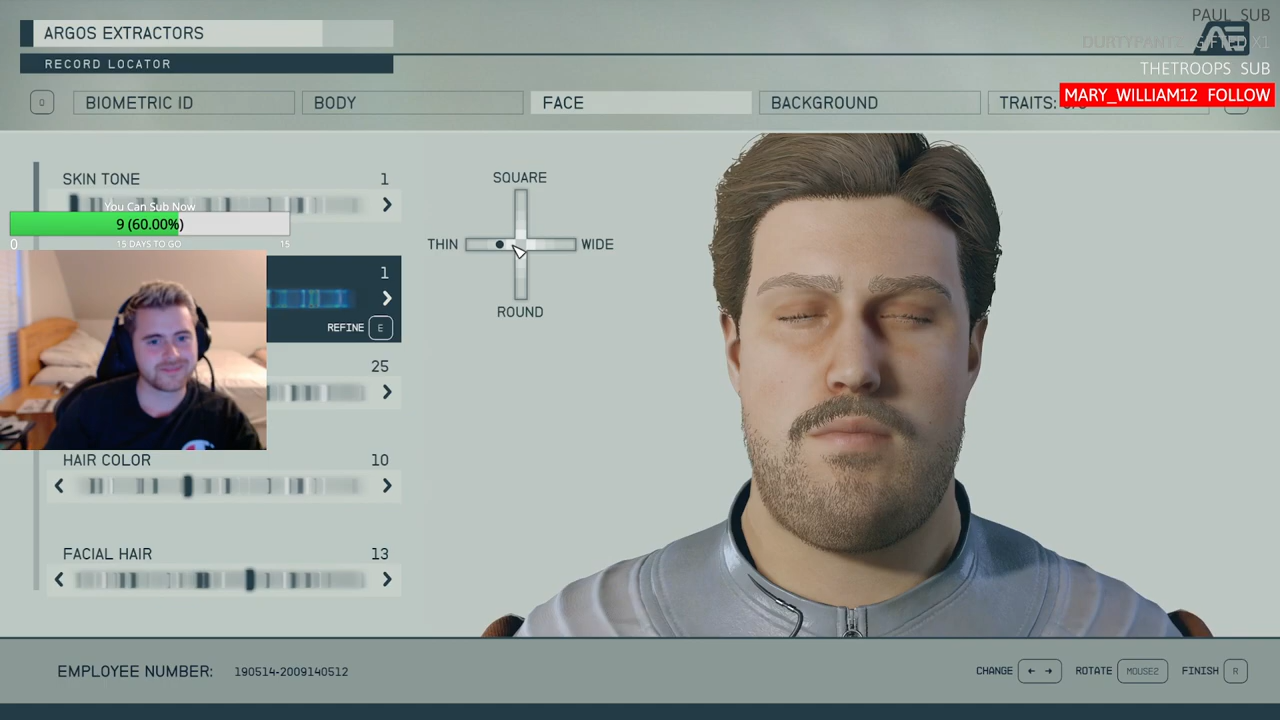 PAUL SUB
ARGOS EXTRACTORS
RECORD LOCATOR
THETROOPS SUB
MARY_WILLIAM12 FOLLOW
Q
BIOMETRIC ID
BODY
FACE
BACKGROUND
TRAITS:
SKIN TONE
1
SQUARE
THIN
WIDE
ROUND
You Can Sub Now
9 (60.00%)
0
15 DAYS TO GO
15
1
REFINE E
25
HAIR COLOR
10
FACIAL HAIR
13
EMPLOYEE NUMBER: 190514-2009140512
CHANGE ← →
ROTATE MOUSE2
FINISH R